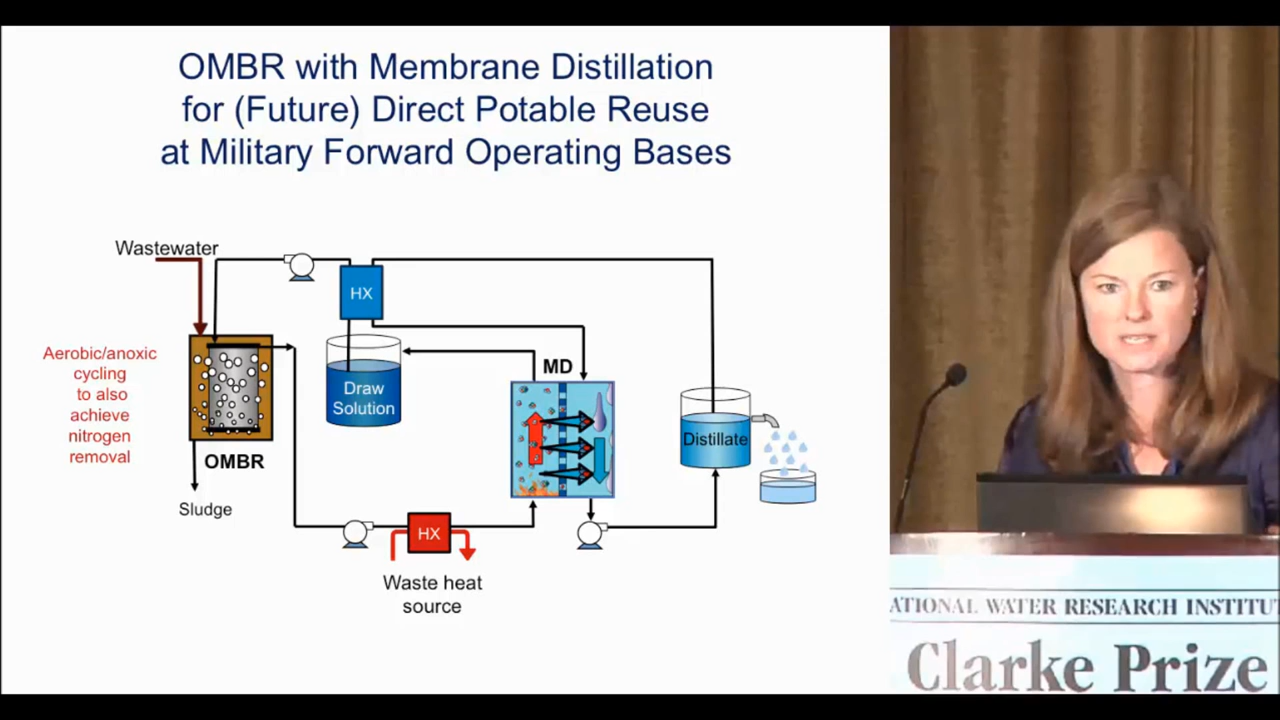 OMBR with Membrane Distillation
for (Future) Direct Potable Reuse
at Military Forward Operating Bases
Wastewater
HX
Aerobic/anoxic
cycling
to also
achieve
nitrogen
removal
Draw
Solution
MD
Distillate
OMBR
Sludge
HX
Waste heat
source
ATIONAL WATER RESEARCH INSTITU
Clarke Prize